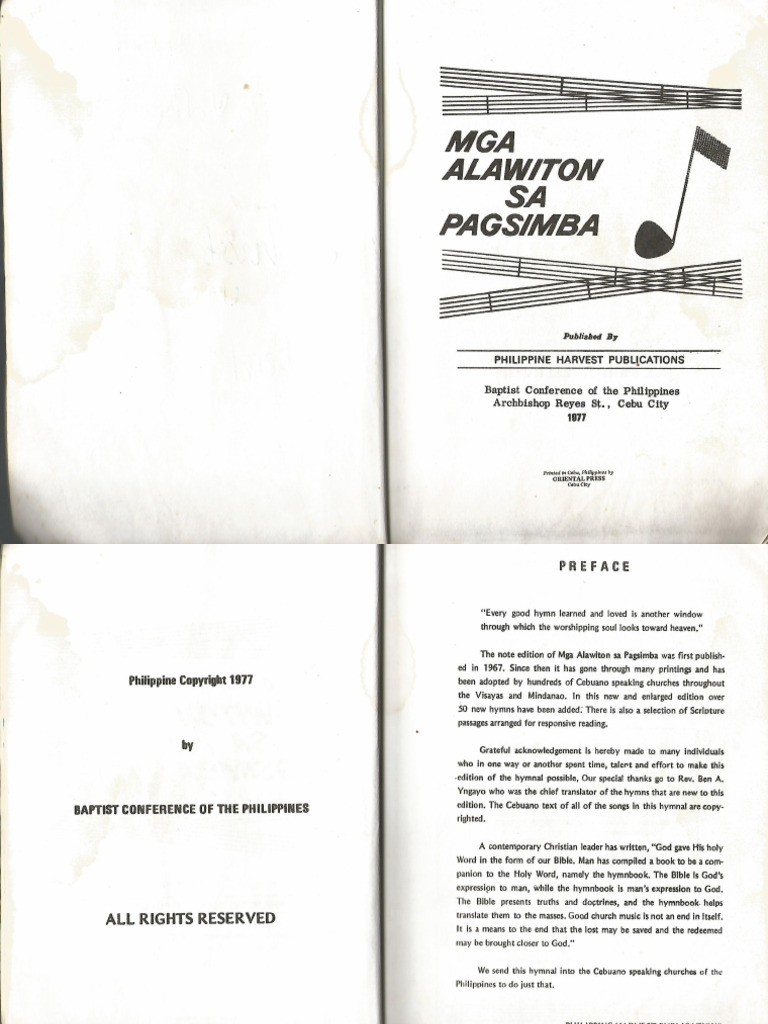 MGA
ALAWITON
SA
PAGSIMBA
Published By
PHILIPPINE HARVEST PUBLICATIONS
Baptist Conference of the Philippines
Archbishop Reyes St., Cebu City
1977
Printed in Cebu, Philippines by
ORIENTAL PRESS
Cebu City
Philippine Copyright 1977
by
BAPTIST CONFERENCE OF THE PHILIPPINES
ALL RIGHTS RESERVED
PREFACE
"Every good hymn learned and loved is another window
through which the worshipping soul looks toward heaven."
The note edition of Mga Alawiton sa Pagsimba was first publish-
ed in 1967. Since then it has gone through many printings and has
been adopted by hundreds of Cebuano speaking churches throughout
the Visayas and Mindanao. In this new and enlarged edition over
50 new hymns have been added. There is also a selection of Scripture
passages arranged for responsive reading.
Grateful acknowledgement is hereby made to many individuals
who in one way or another spent time, talent and effort to make this
edition of the hymnal possible, Our special thanks go to Rev. Ben A.
Yngayo who was the chief translator of the hymns that are new to this
edition. The Cebuano text of all of the songs in this hymnal are copy-
righted.
A contemporary Christian leader has written, "God gave His holy
Word in the form of our Bible. Man has compiled a book to be a com-
panion to the Holy Word, namely the hymnbook. The Bible is God's
expression to man, while the hymnbook is man's expression to God.
The Bible presents truths and doctrines, and the hymnbook helps
translate them to the masses. Good church music is not an end in itself.
It is a means to the end that the lost may be saved and the redeemed
may be brought closer to God."
We send this hymnal into the Cebuano speaking churches of the
Philippines to do just that.